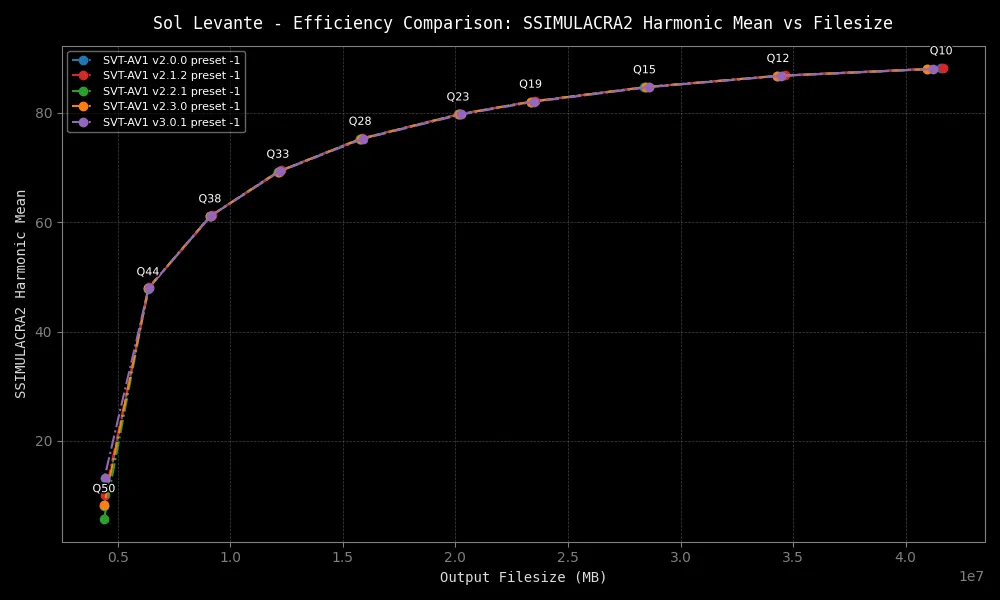 Sol Levante - Efficiency Comparison: SSIMULACRA2 Harmonic Mean vs Filesize
SVT-AV1 v2.0.0 preset -1
SVT-AV1 v2.1.2 preset -1
SVT-AV1 v2.2.1 preset -1
SVT-AV1 v2.3.0 preset -1
SVT-AV1 v3.0.1 preset -1
Q10
Q12
Q15
Q19
Q23
Q28
Q33
Q38
Q44
Q50
80
60
40
20
SSIMULACRA2 Harmonic Mean
0.5 1.0 1.5 2.0 2.5 3.0 3.5 4.0
1e7
Output Filesize (MB)